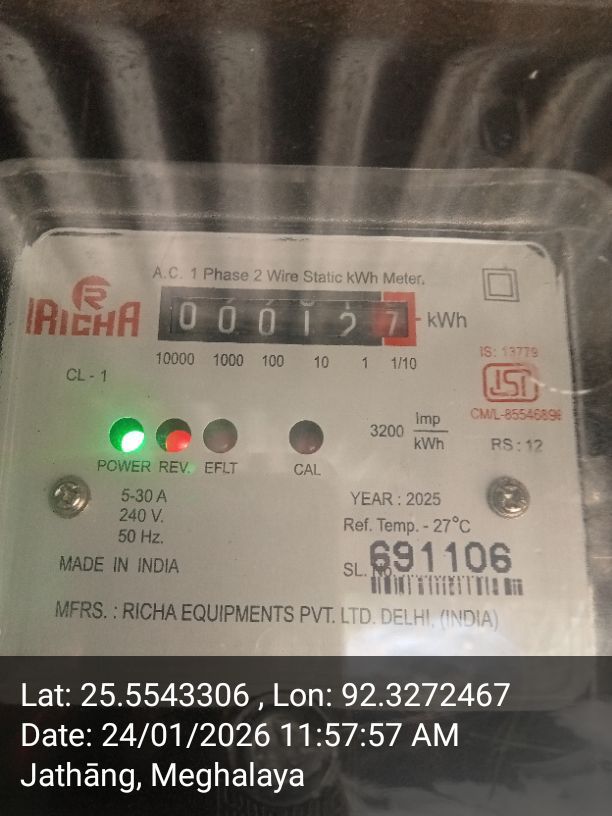 A.C. 1 Phase 2 Wire Static kWh Meter.
R
RICHA
0 0 0 1 2 7 kWh
10000 1000 100 10 1 1/10
CL - 1
IS: 13779
ISI
CM/L-85546896
3200 imp/kWh
RS : 12
POWER REV. EFLT CAL
5-30 A
240 V.
50 Hz.
YEAR : 2025
Ref. Temp. - 27°C
MADE IN INDIA
SL. No. 691106
MFRS. : RICHA EQUIPMENTS PVT. LTD. DELHI, (INDIA)
Lat: 25.5543306 , Lon: 92.3272467
Date: 24/01/2026 11:57:57 AM
Jathāng, Meghalaya